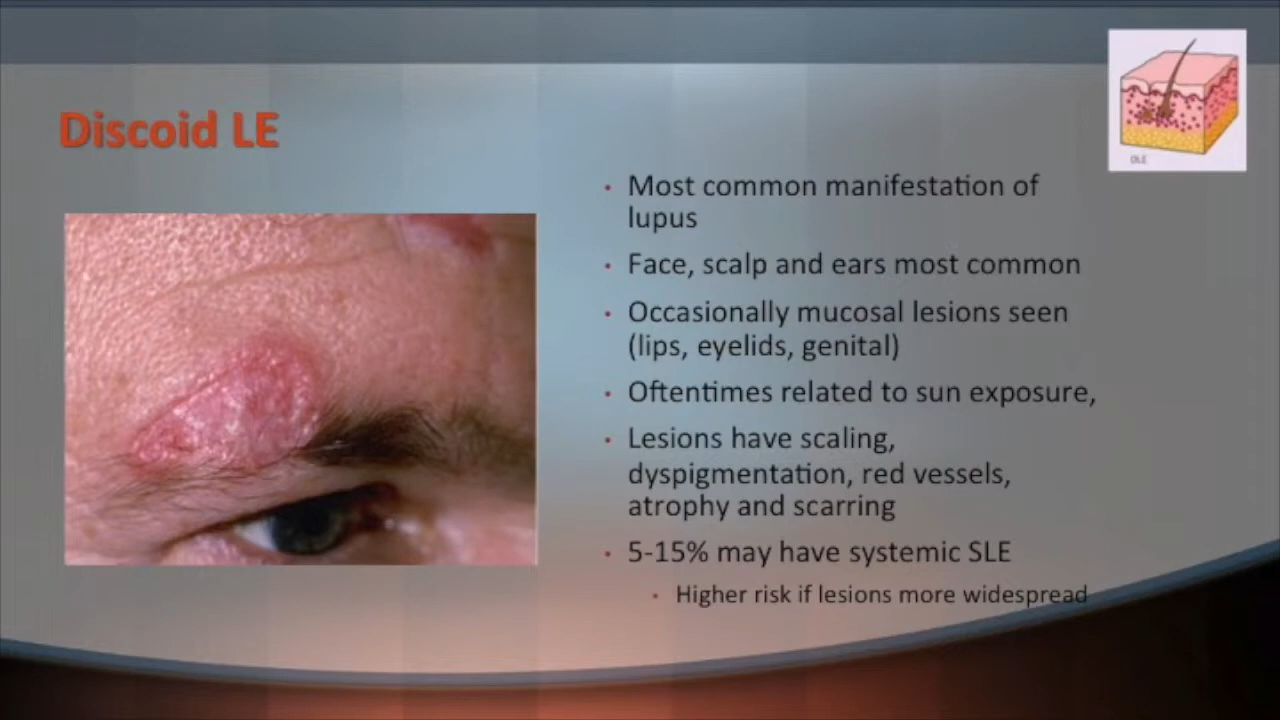 Discoid LE
DLE
• Most common manifestation of
lupus
• Face, scalp and ears most common
• Occasionally mucosal lesions seen
(lips, eyelids, genital)
• Oftentimes related to sun exposure,
• Lesions have scaling,
dyspigmentation, red vessels,
atrophy and scarring
• 5-15% may have systemic SLE
• Higher risk if lesions more widespread